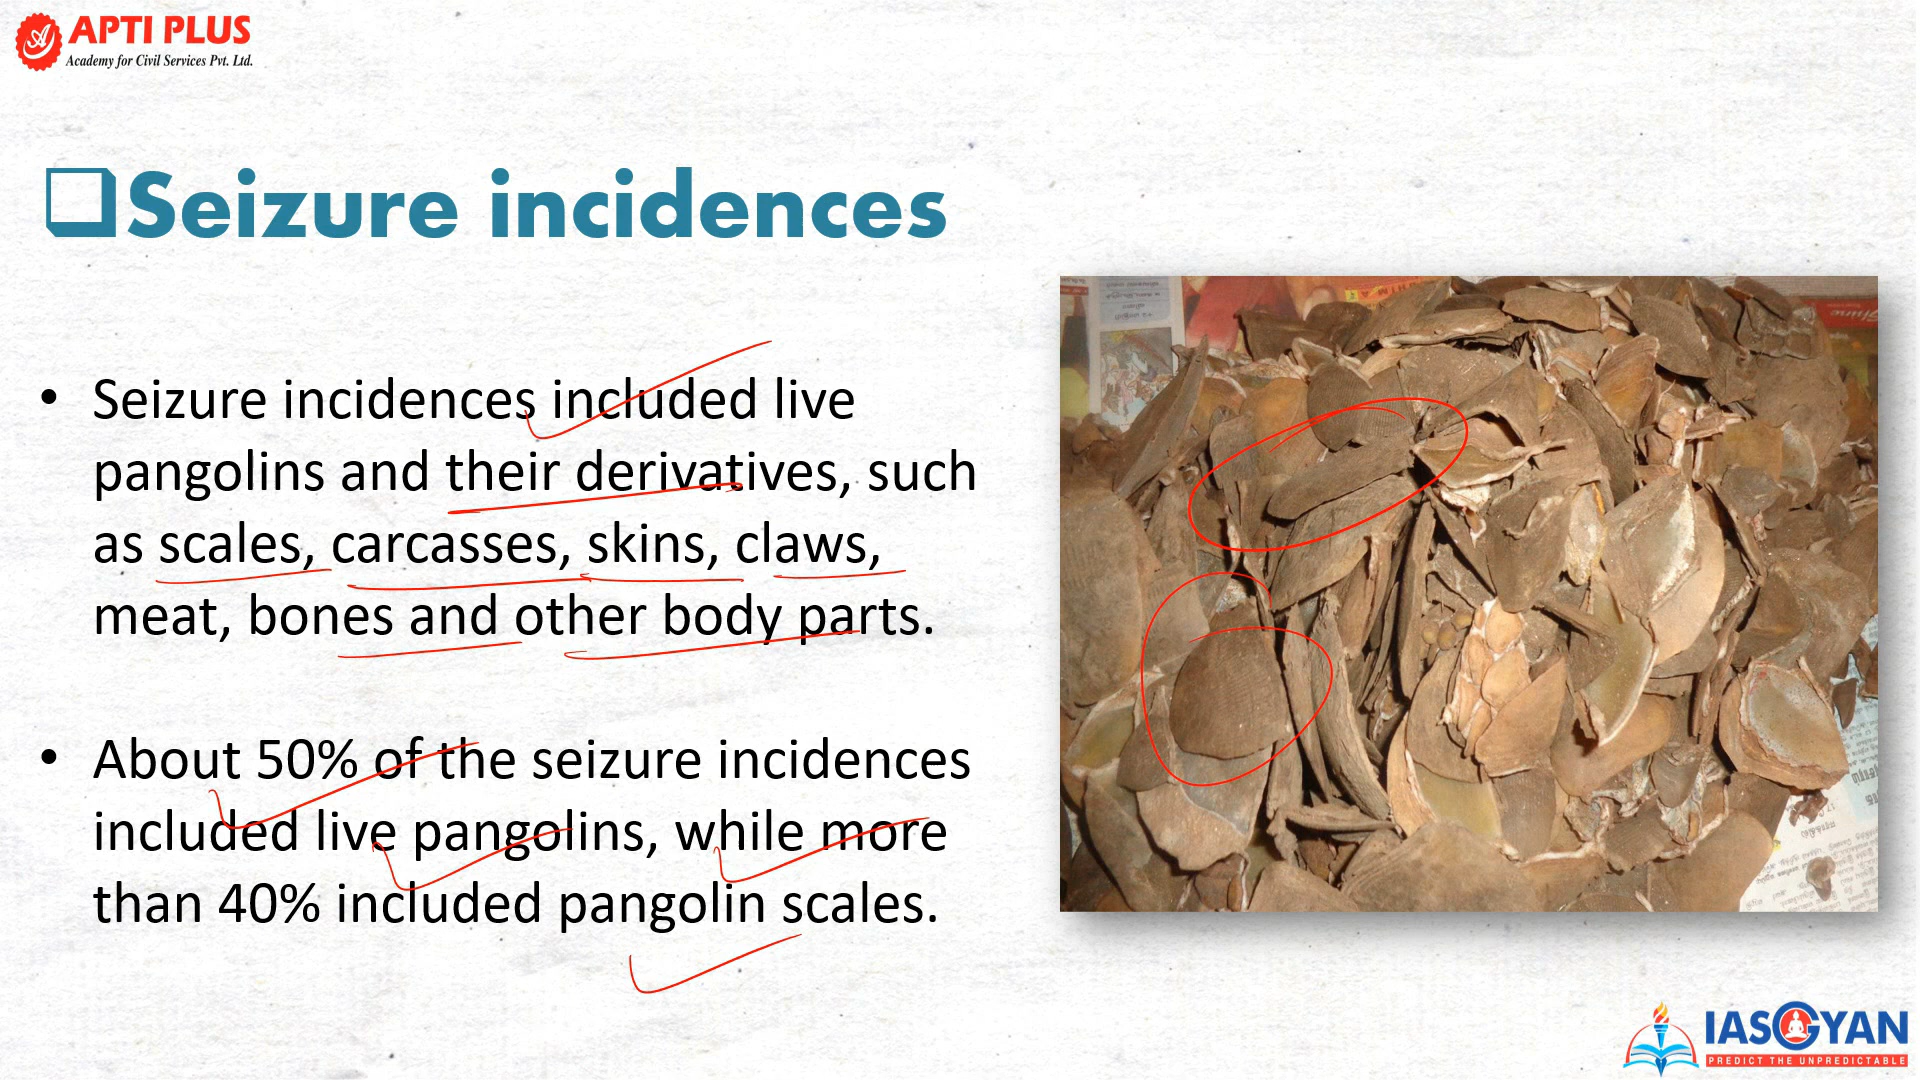 APTI PLUS
Academy for Civil Services Pvt. Ltd.
Seizure incidences
• Seizure incidences included live
pangolins and their derivatives, such
as scales, carcasses, skins, claws,
meat, bones and other body parts.
• About 50% of the seizure incidences
included live pangolins, while more
than 40% included pangolin scales.
IASGYAN
PREDICT THE UNPREDICTABLE